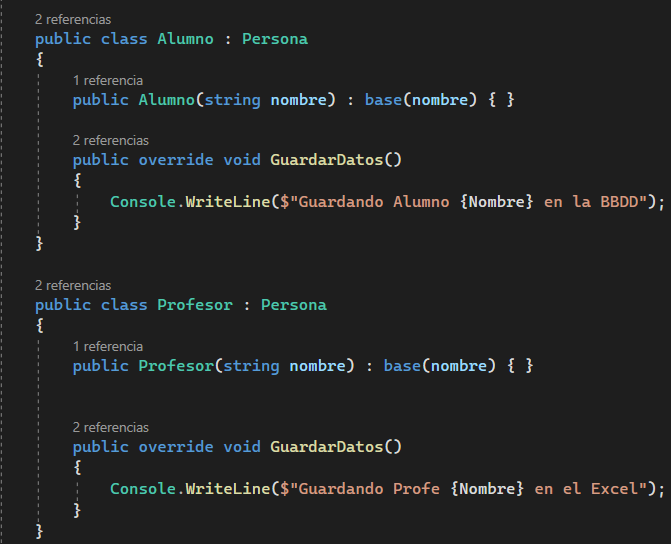 2 referencias
public class Alumno : Persona
{
1 referencia
public Alumno(string nombre) : base(nombre) { }
2 referencias
public override void GuardarDatos()
{
Console.WriteLine($"Guardando Alumno {Nombre} en la BBDD");
}
}
2 referencias
public class Profesor : Persona
{
1 referencia
public Profesor(string nombre) : base(nombre) { }
2 referencias
public override void GuardarDatos()
{
Console.WriteLine($"Guardando Profe {Nombre} en el Excel");
}
}